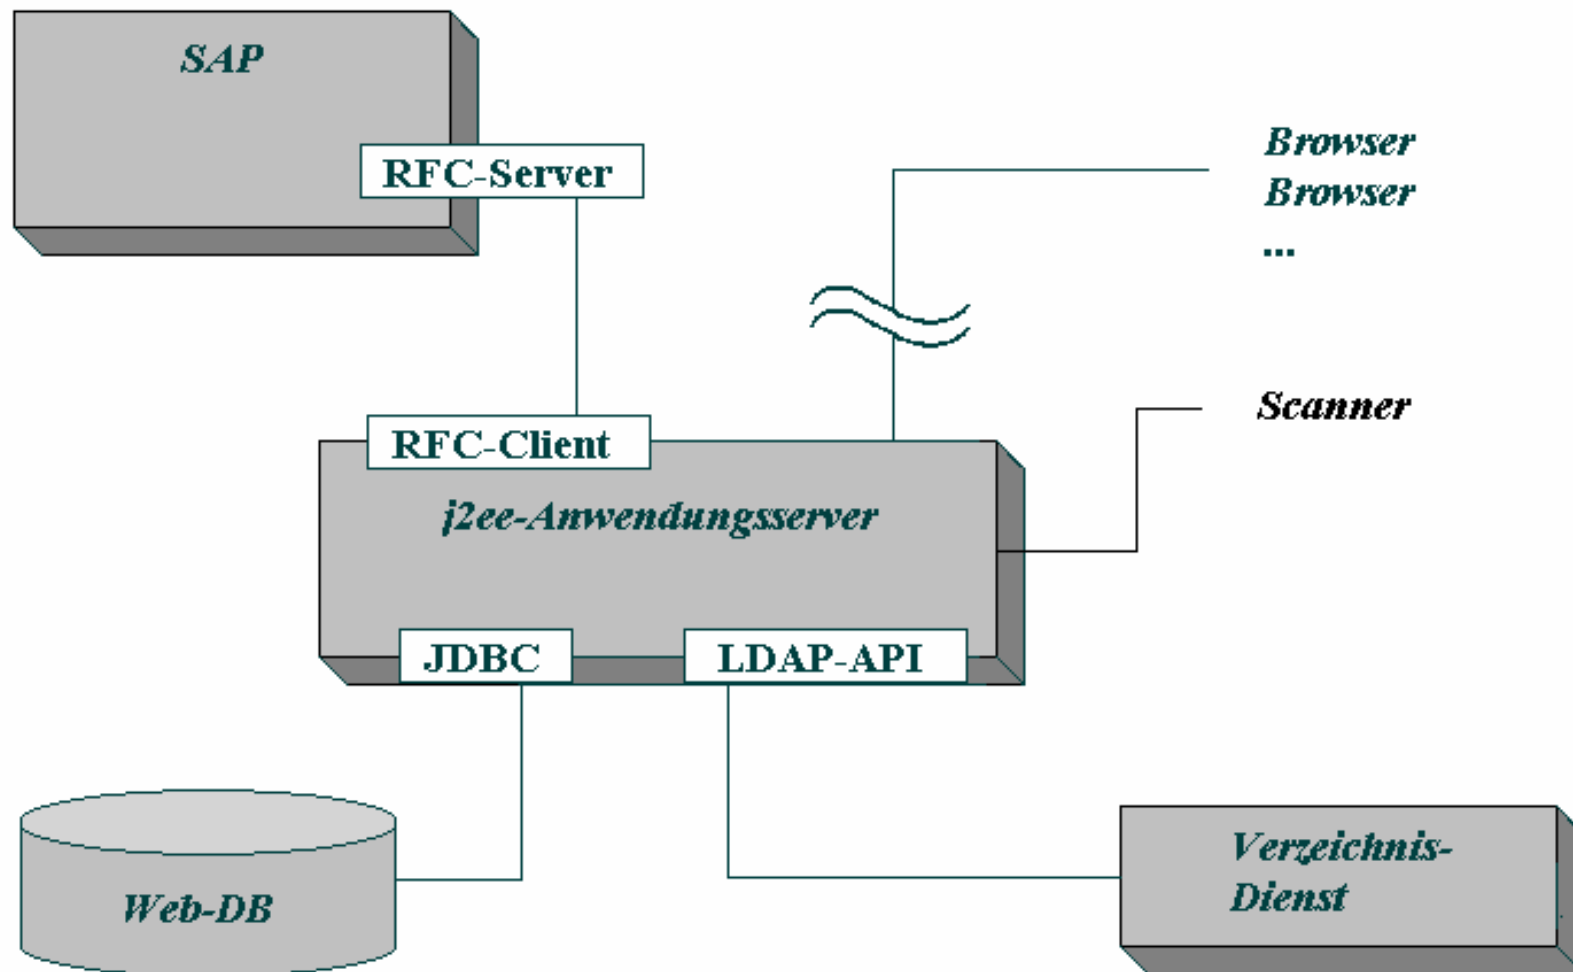 SAP
RFC-Server
Browser
Browser
...
Scanner
RFC-Client
j2ee-Anwendungsserver
JDBC
LDAP-API
Web-DB
Verzeichnis-
Dienst